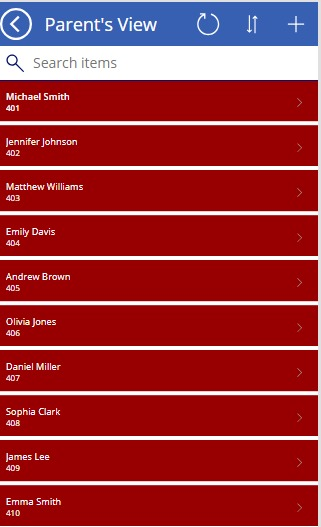 Parent's View
Search items
Michael Smith
401
Jennifer Johnson
402
Matthew Williams
403
Emily Davis
404
Andrew Brown
405
Olivia Jones
406
Daniel Miller
407
Sophia Clark
408
James Lee
409
Emma Smith
410